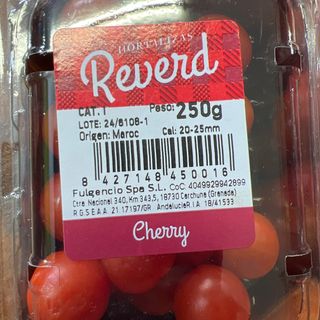 HORTALIZAS
Reverd
CAT. I Peso: 250g
LOTE: 24/6108-1
Origen: Maroc Cal: 20-25mm
8 427148 450016
Fulgencio Spa S.L. CoC 4049929942899
Ctra Nacional 340, Km 343,5, 18730 Carchuna (Granada)
R.G.S.E.A.A. 21.17197/GR Andalucía R.I.A. 18/41533
Cherry